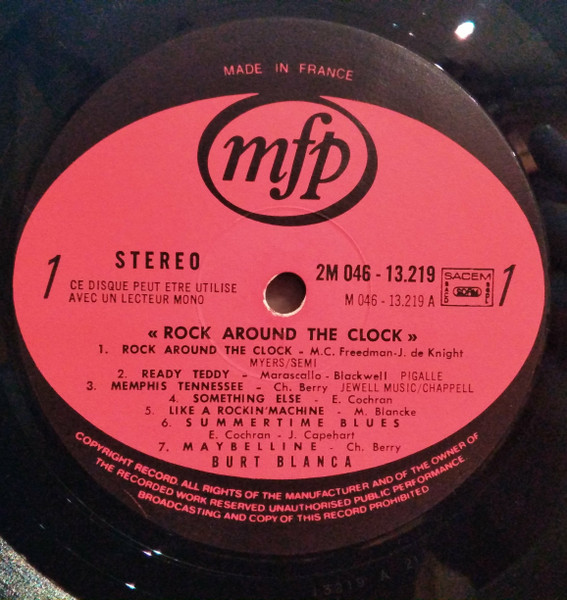 MADE IN FRANCE
mfp
1
STEREO
CE DISQUE PEUT ETRE UTILISE
AVEC UN LECTEUR MONO
2M 046 - 13.219
M 046 - 13.219 A
SACEM
1
« ROCK AROUND THE CLOCK »
1. ROCK AROUND THE CLOCK - M.C. Freedman-J. de Knight
MYERS/SEMI
2. READY TEDDY - Marascallo - Blackwell PIGALLE
3. MEMPHIS TENNESSEE - Ch. Berry JEWELL MUSIC/CHAPPELL
4. SOMETHING ELSE - E. Cochran
5. LIKE A ROCKIN'MACHINE - M. Blancke
6. SUMMERTIME BLUES
E. Cochran - J. Capehart
7. MAYBELLINE - Ch. Berry
BURT BLANCA
COPYRIGHT RECORD. ALL RIGHTS OF THE MANUFACTURER AND OF THE OWNER OF
THE RECORDED WORK RESERVED UNAUTHORISED PUBLIC PERFORMANCE
BROADCASTING AND COPY OF THIS RECORD PROHIBITED
13219 A